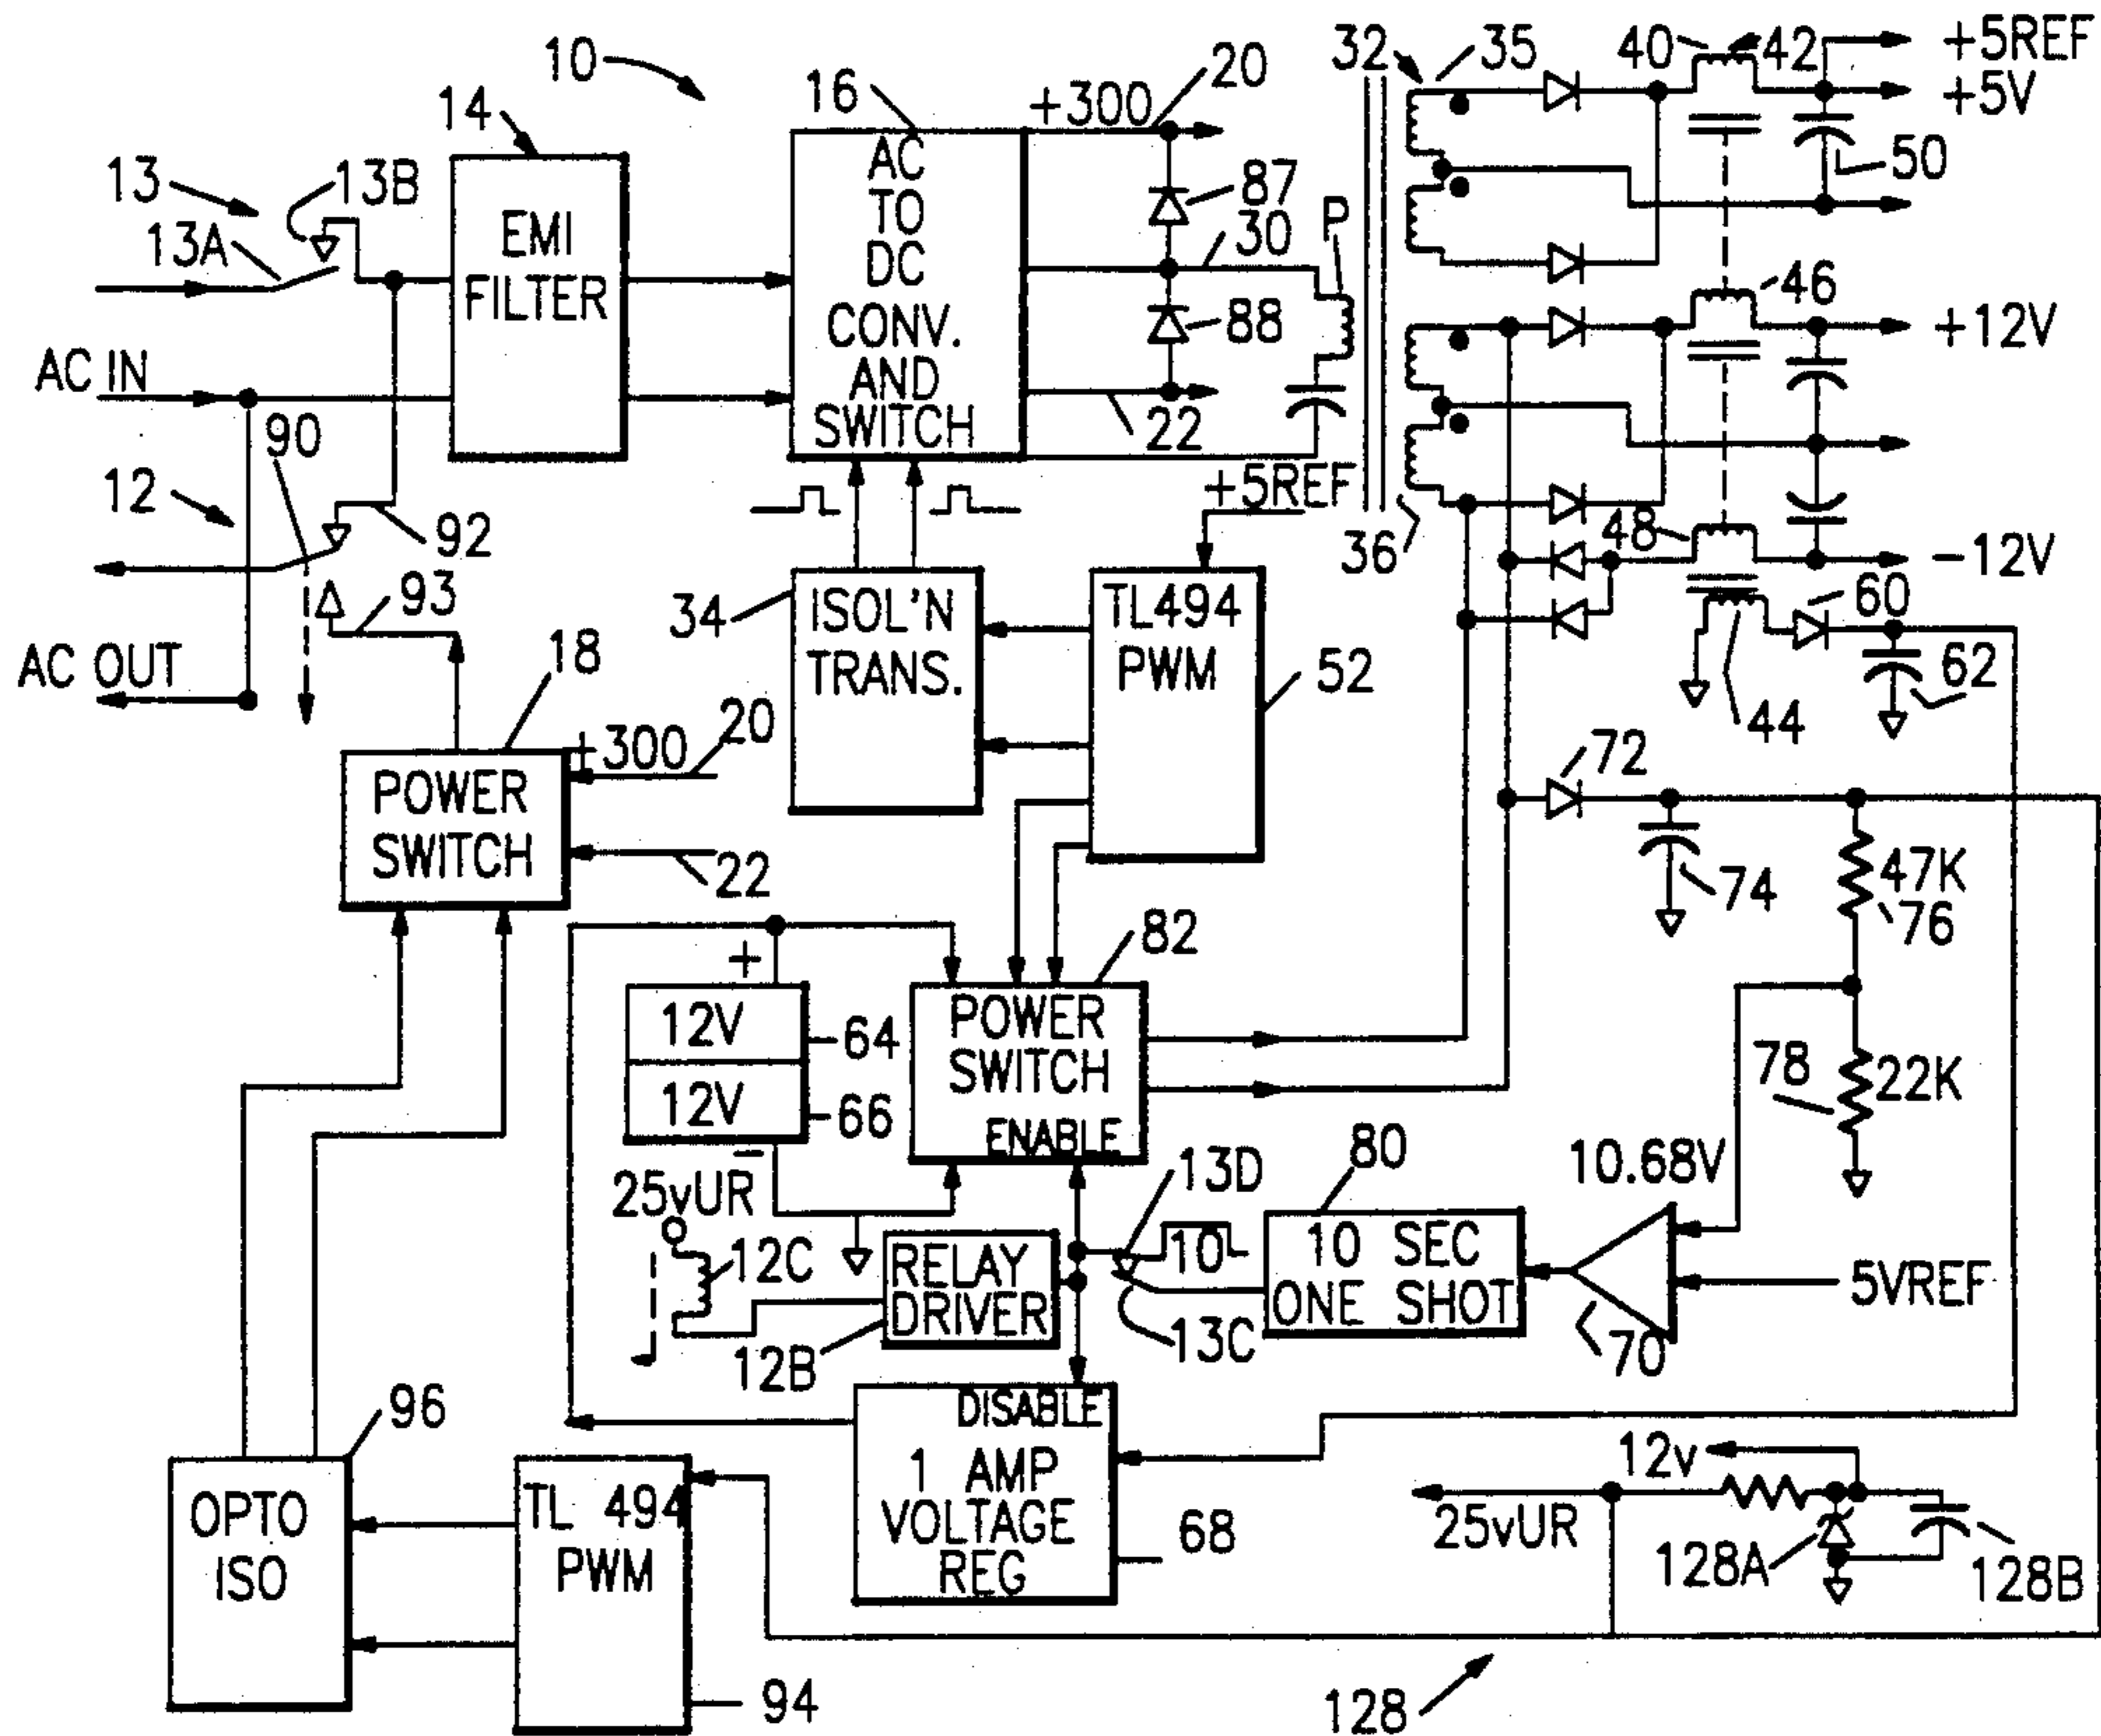 10
14
16
+300
20
32
35
40
42
+5REF
+5V
50
13
13A
13B
EMI
FILTER
AC
TO
DC
CONV.
AND
SWITCH
87
30
P
88
22
46
+12V
AC IN
90
12
92
93
AC OUT
+5REF
36
48
-12V
60
62
44
34
ISOL'N
TRANS.
TL494
PWM
52
18
POWER
SWITCH
+300
20
22
72
74
47K
76
82
+
12V
64
12V
66
-
POWER
SWITCH
ENABLE
78
22K
25vUR
12C
RELAY
DRIVER
12B
13D
10
13C
80
10 SEC
ONE SHOT
10.68V
5VREF
70
96
OPTO
ISO
TL 494
PWM
94
DISABLE
1 AMP
VOLTAGE
REG
68
12v
25vUR
128A
128B
128